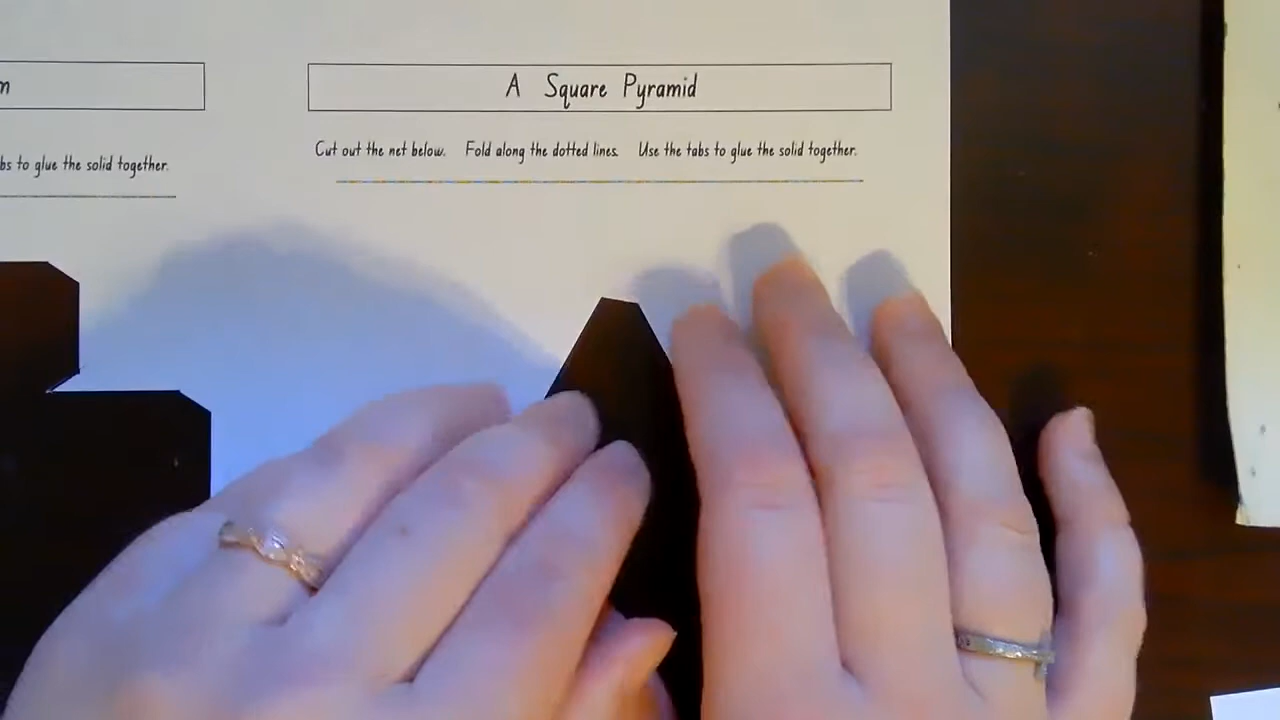 A Square Pyramid
Cut out the net below. Fold along the dotted lines. Use the tabs to glue the solid together.
to glue the solid together.